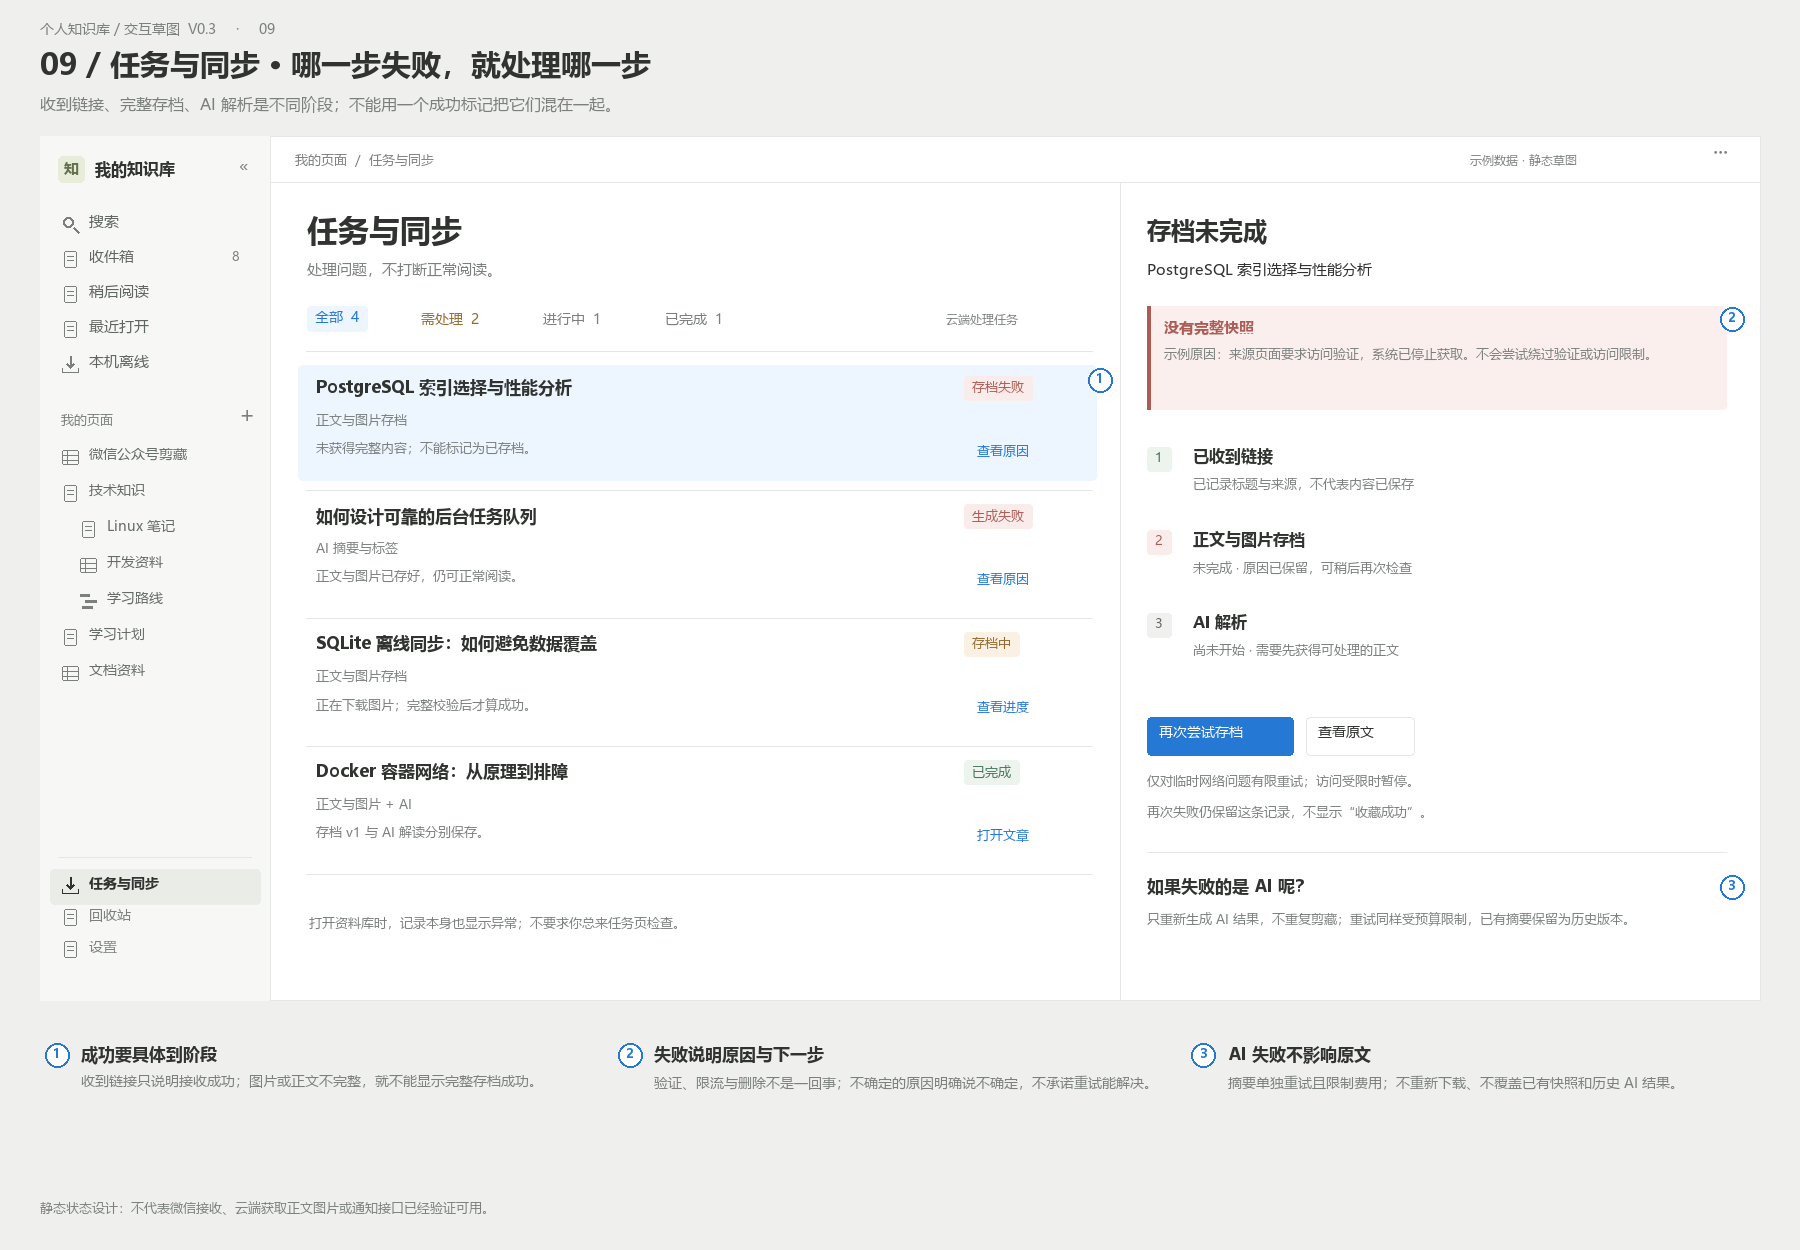 个人知识库 / 交互草图 V0.3 · 09
09 / 任务与同步 • 哪一步失败，就处理哪一步
收到链接、完整存档、AI 解析是不同阶段；不能用一个成功标记把它们混在一起。
知 我的知识库 «
搜索
收件箱 8
稍后阅读
最近打开
本机离线
我的页面 +
微信公众号剪藏
技术知识
Linux 笔记
开发资料
学习路线
学习计划
文档资料
任务与同步
回收站
设置
我的页面 / 任务与同步
示例数据 · 静态草图 ···
任务与同步
处理问题，不打断正常阅读。
全部 4 需处理 2 进行中 1 已完成 1 云端处理任务
PostgreSQL 索引选择与性能分析 存档失败 1
正文与图片存档
未获得完整内容；不能标记为已存档。 查看原因
如何设计可靠的后台任务队列 生成失败
AI 摘要与标签
正文与图片已存好，仍可正常阅读。 查看原因
SQLite 离线同步：如何避免数据覆盖 存档中
正文与图片存档
正在下载图片；完整校验后才算成功。 查看进度
Docker 容器网络：从原理到排障 已完成
正文与图片 + AI
存档 v1 与 AI 解读分别保存。 打开文章
打开资料库时，记录本身也显示异常；不要求你总来任务页检查。
存档未完成
PostgreSQL 索引选择与性能分析
没有完整快照 2
示例原因：来源页面要求访问验证，系统已停止获取。不会尝试绕过验证或访问限制。
1 已收到链接
已记录标题与来源，不代表内容已保存
2 正文与图片存档
未完成 · 原因已保留，可稍后再次检查
3 AI 解析
尚未开始 · 需要先获得可处理的正文
再次尝试存档 查看原文
仅对临时网络问题有限重试；访问受限时暂停。
再次失败仍保留这条记录，不显示“收藏成功”。
如果失败的是 AI 呢？ 3
只重新生成 AI 结果，不重复剪藏；重试同样受预算限制，已有摘要保留为历史版本。
1 成功要具体到阶段
收到链接只说明接收成功；图片或正文不完整，就不能显示完整存档成功。
2 失败说明原因与下一步
验证、限流与删除不是一回事；不确定的原因明确说不确定，不承诺重试能解决。
3 AI 失败不影响原文
摘要单独重试且限制费用；不重新下载、不覆盖已有快照和历史 AI 结果。
静态状态设计：不代表微信接收、云端获取正文图片或通知接口已经验证可用。